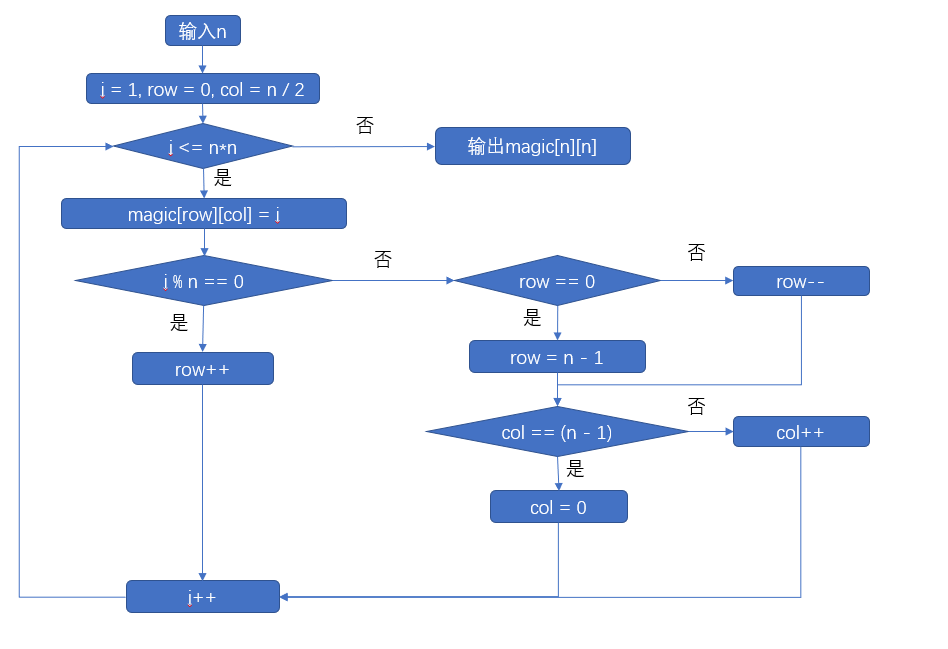 输入n
i = 1, row = 0, col = n / 2
i <= n*n
否
输出magic[n][n]
是
magic[row][col] = i
i % n == 0
否
row == 0
否
row--
是
row++
是
row = n - 1
col == (n - 1)
否
col++
是
col = 0
i++